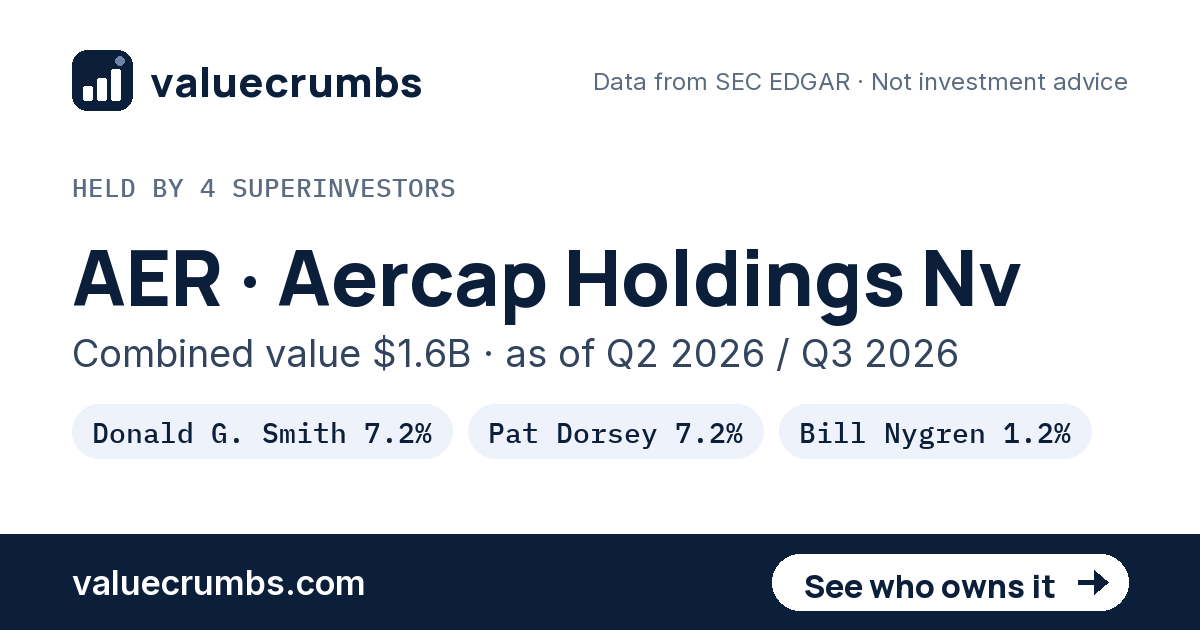 valuecrumbs
Data from SEC EDGAR · Not investment advice
HELD BY 4 SUPERINVESTORS
AER · Aercap Holdings Nv
Combined value $1.6B · as of Q2 2026 / Q3 2026
Donald G. Smith 7.2% Pat Dorsey 7.2% Bill Nygren 1.2%
valuecrumbs.com
See who owns it →